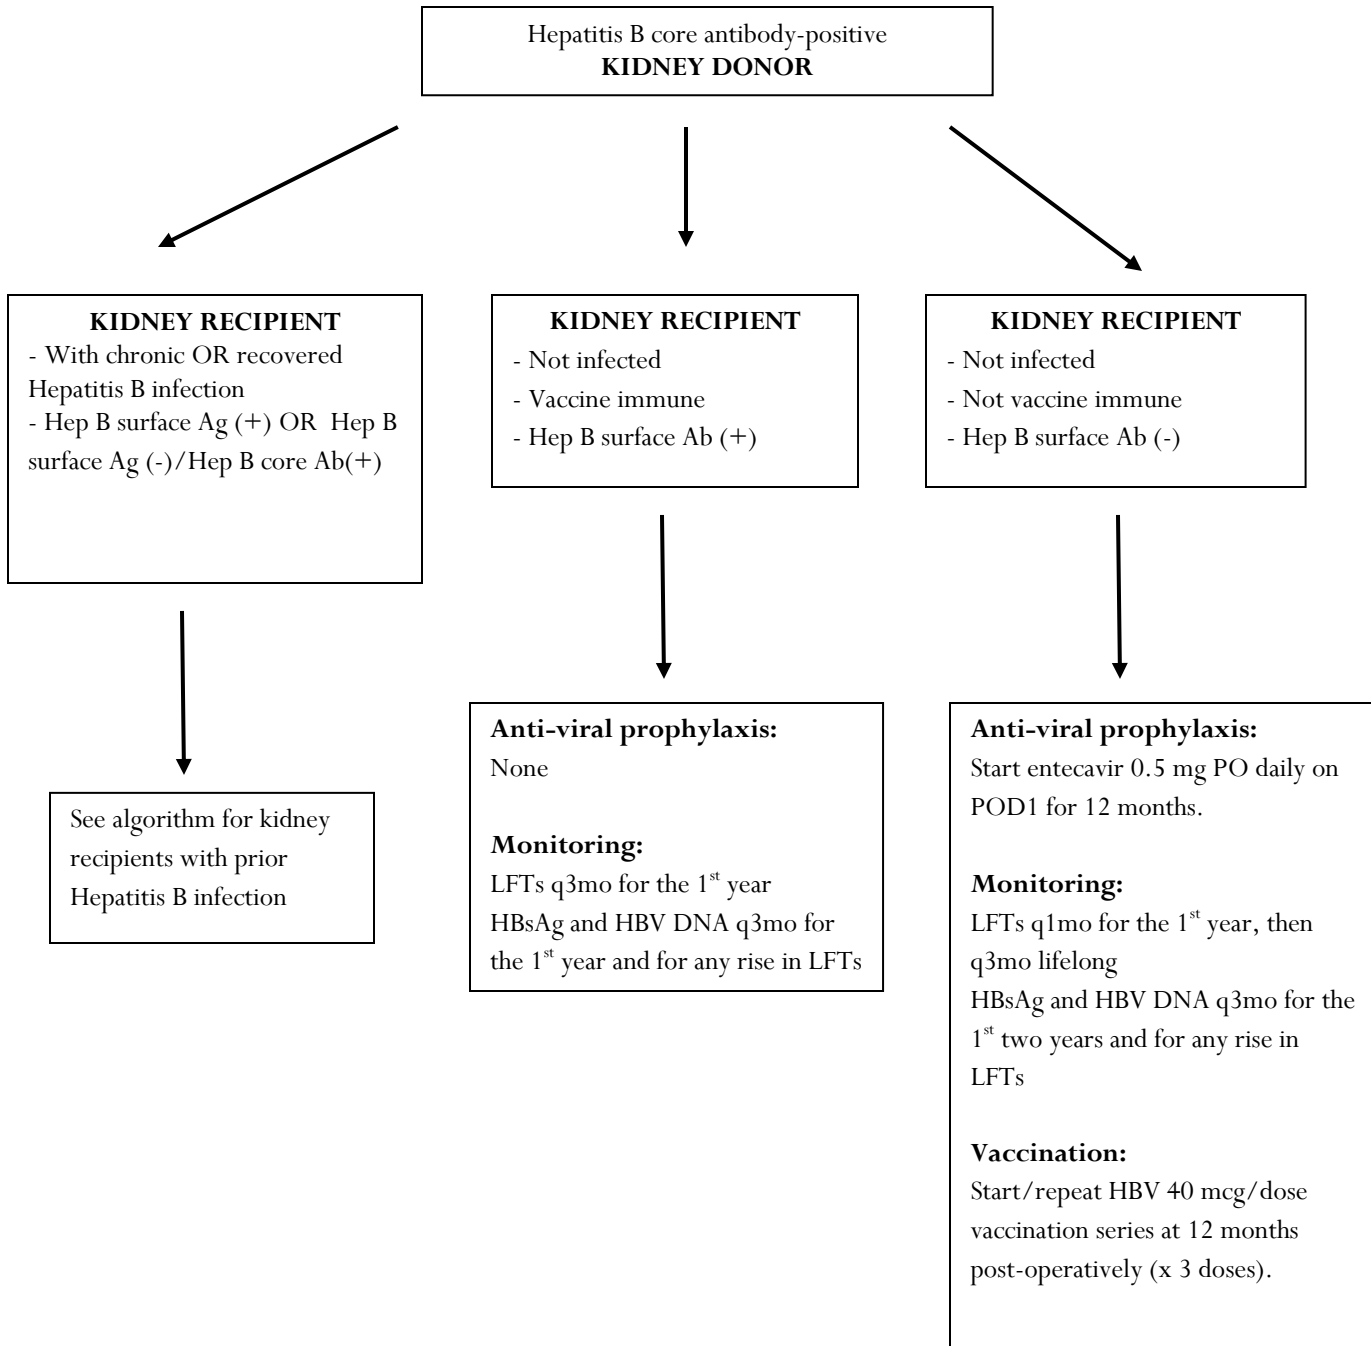 Hepatitis B core antibody-positive
KIDNEY DONOR
KIDNEY RECIPIENT
- With chronic OR recovered
Hepatitis B infection
- Hep B surface Ag (+) OR Hep B
surface Ag (-)/Hep B core Ab(+)
KIDNEY RECIPIENT
- Not infected
- Vaccine immune
- Hep B surface Ab (+)
KIDNEY RECIPIENT
- Not infected
- Not vaccine immune
- Hep B surface Ab (-)
See algorithm for kidney
recipients with prior
Hepatitis B infection
Anti-viral prophylaxis:
None
Monitoring:
LFTs q3mo for the 1st year
HBsAg and HBV DNA q3mo for
the 1st year and for any rise in LFTs
Anti-viral prophylaxis:
Start entecavir 0.5 mg PO daily on
POD1 for 12 months.
Monitoring:
LFTs q1mo for the 1st year, then
q3mo lifelong
HBsAg and HBV DNA q3mo for the
1st two years and for any rise in
LFTs
Vaccination:
Start/repeat HBV 40 mcg/dose
vaccination series at 12 months
post-operatively (x 3 doses).